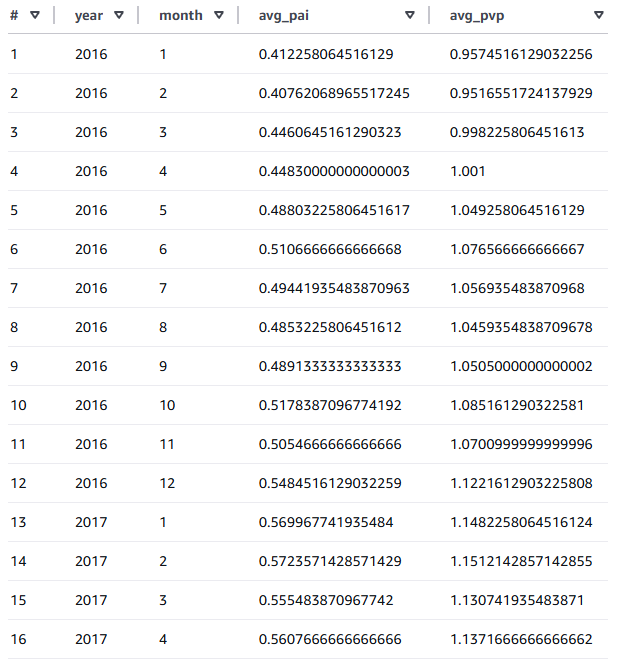 # year month avg_pai avg_pvp
1 2016 1 0.412258064516129 0.9574516129032256
2 2016 2 0.40762068965517245 0.9516551724137929
3 2016 3 0.4460645161290323 0.998225806451613
4 2016 4 0.44830000000000003 1.001
5 2016 5 0.48803225806451617 1.049258064516129
6 2016 6 0.5106666666666668 1.076566666666667
7 2016 7 0.49441935483870963 1.056935483870968
8 2016 8 0.4853225806451612 1.0459354838709678
9 2016 9 0.4891333333333333 1.0505000000000002
10 2016 10 0.5178387096774192 1.085161290322581
11 2016 11 0.5054666666666666 1.0700999999999996
12 2016 12 0.5484516129032259 1.1221612903225808
13 2017 1 0.569967741935484 1.1482258064516124
14 2017 2 0.5723571428571429 1.1512142857142855
15 2017 3 0.555483870967742 1.130741935483871
16 2017 4 0.5607666666666666 1.1371666666666662